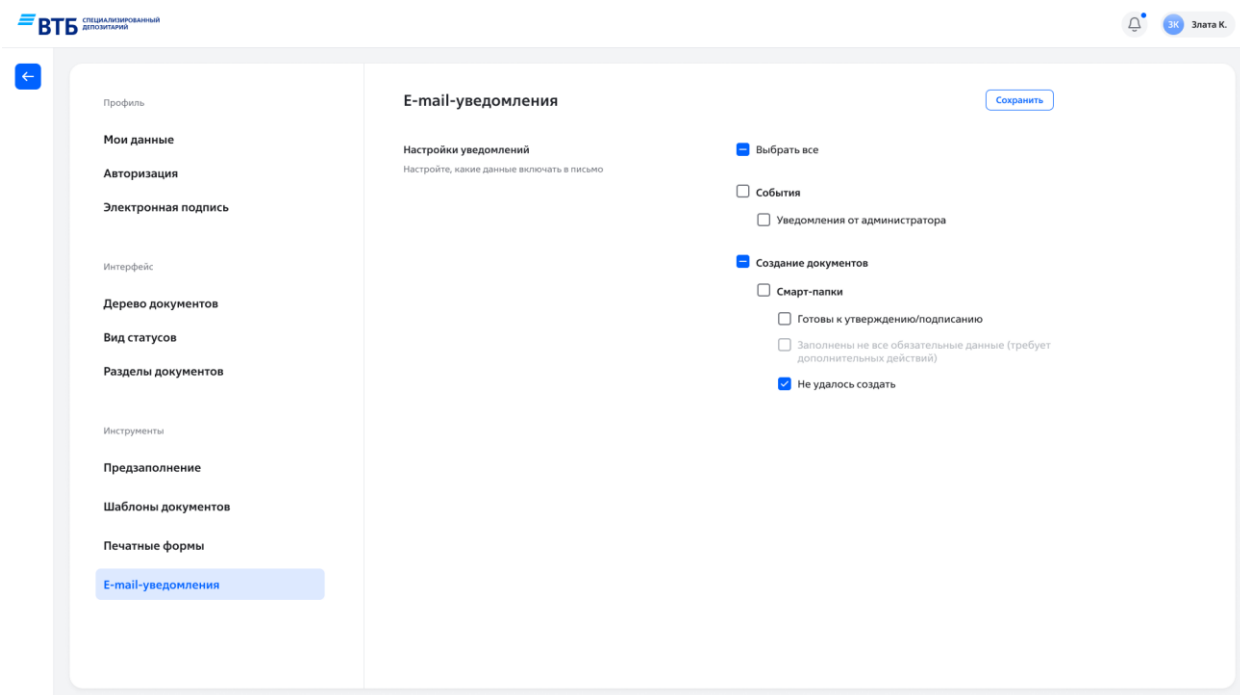 ВТБ СПЕЦИАЛИЗИРОВАННЫЙ
ДЕПОЗИТАРИЙ
ЗК Злата К.
Профиль
Мои данные
Авторизация
Электронная подпись
Интерфейс
Дерево документов
Вид статусов
Разделы документов
Инструменты
Предзаполнение
Шаблоны документов
Печатные формы
E-mail-уведомления
E-mail-уведомления
Сохранить
Настройки уведомлений
Настройте, какие данные включать в письмо
Выбрать все
События
Уведомления от администратора
Создание документов
Смарт-папки
Готовы к утверждению/подписанию
Заполнены не все обязательные данные (требует
дополнительных действий)
Не удалось создать